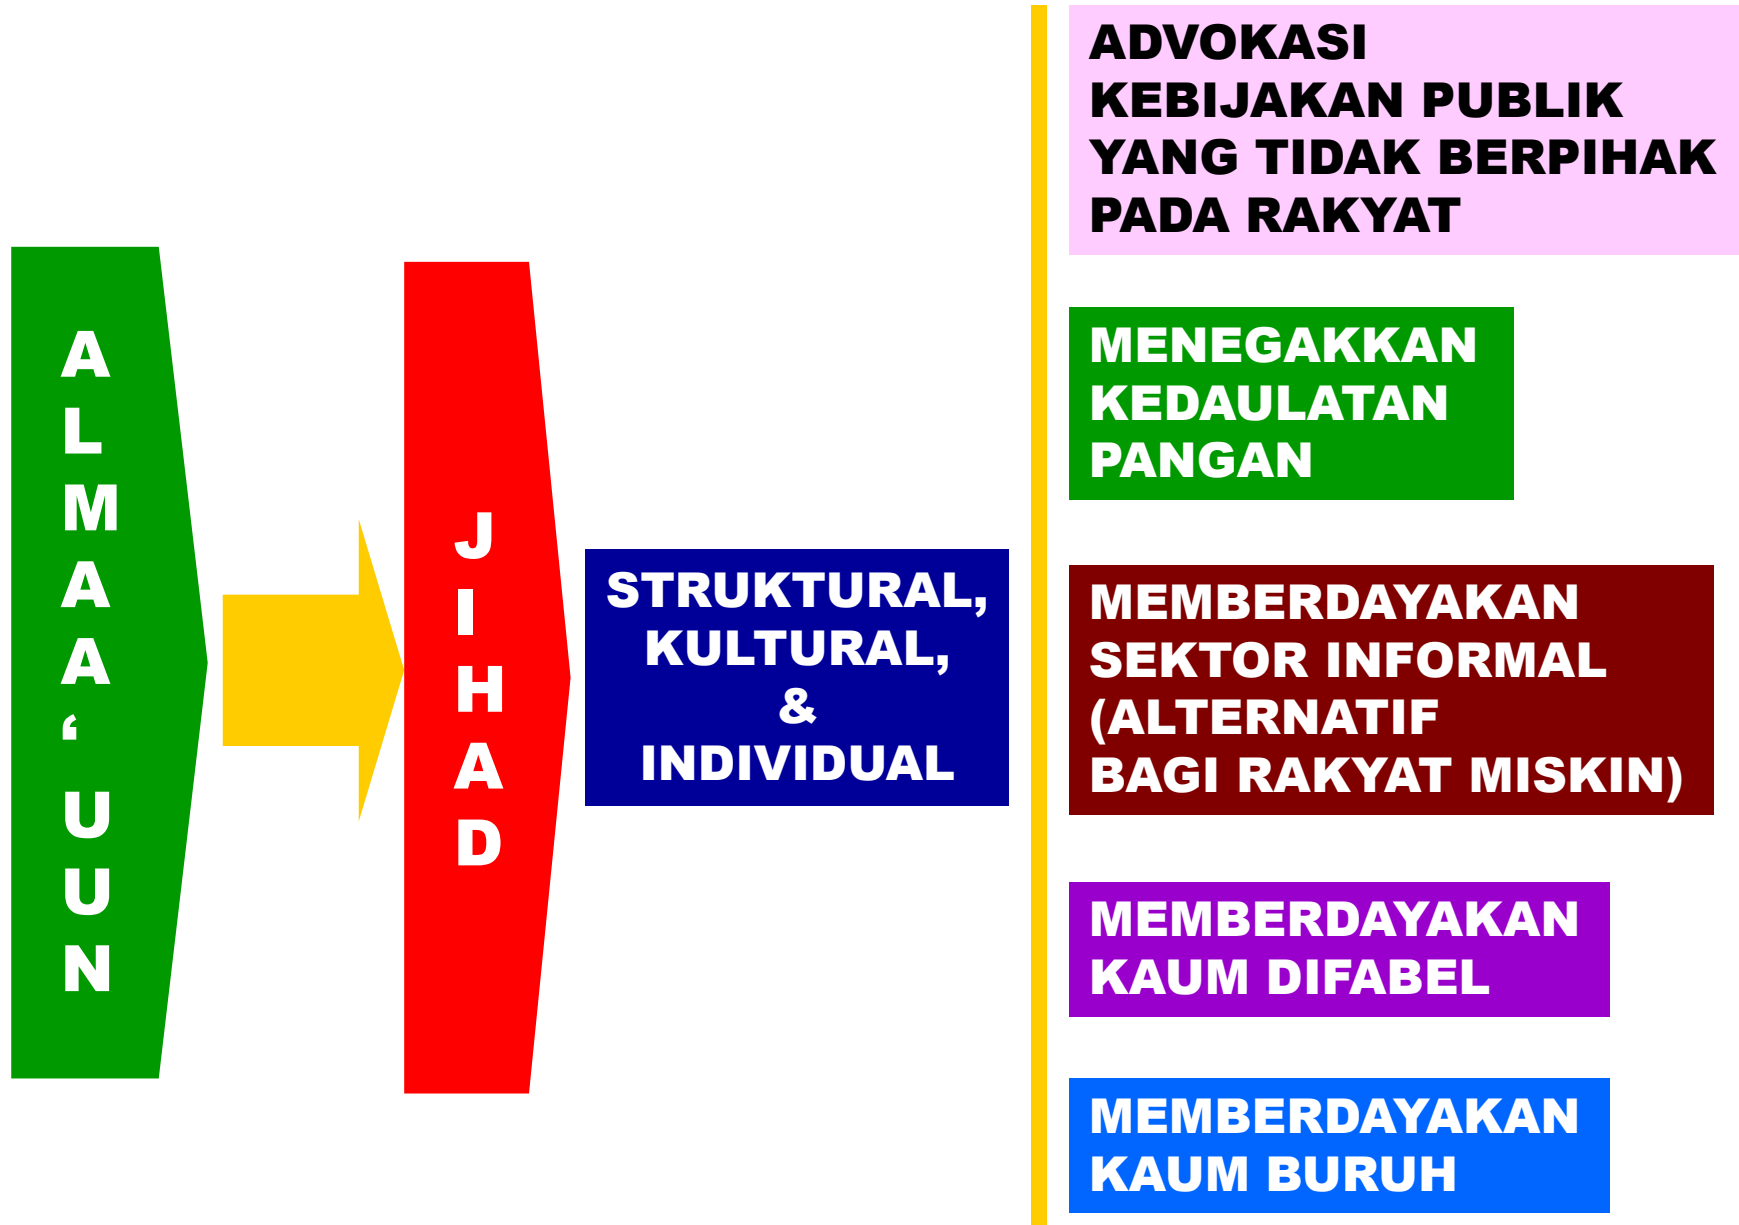 ALMAA‘UUN
JIHAD
STRUKTURAL,
KULTURAL,
&
INDIVIDUAL
ADVOKASI
KEBIJAKAN PUBLIK
YANG TIDAK BERPIHAK
PADA RAKYAT
MENEGAKKAN
KEDAULATAN
PANGAN
MEMBERDAYAKAN
SEKTOR INFORMAL
(ALTERNATIF
BAGI RAKYAT MISKIN)
MEMBERDAYAKAN
KAUM DIFABEL
MEMBERDAYAKAN
KAUM BURUH